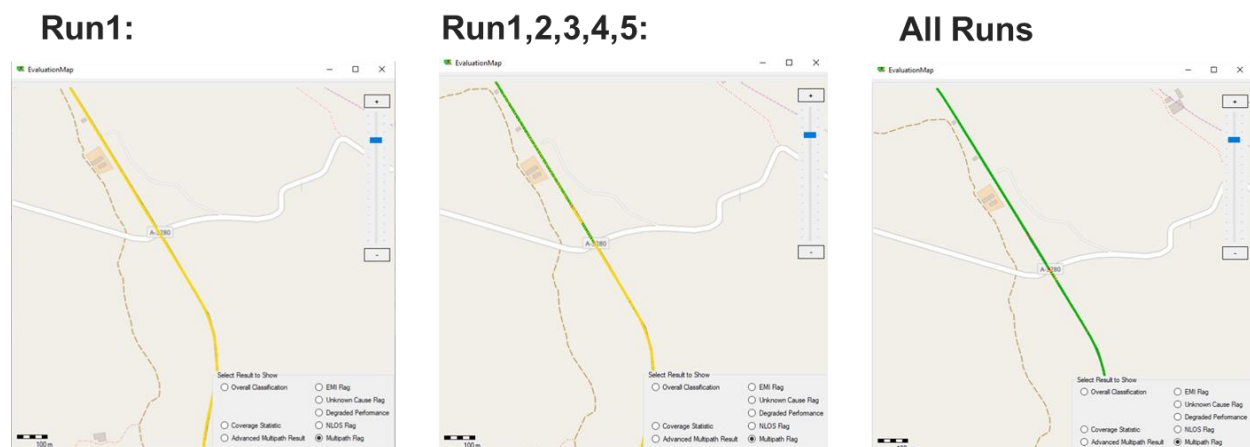 Run1:
Run1,2,3,4,5:
All Runs
EvaluationMap
+
-
100 m
Select Result to Show
Overall Classification
EMI Flag
Unknown Cause Flag
Degraded Performance
Coverage Statistic
NLOS Flag
Advanced Multipath Result
Multipath Flag
EvaluationMap
+
-
100 m
Select Result to Show
Overall Classification
EMI Flag
Unknown Cause Flag
Degraded Performance
Coverage Statistic
NLOS Flag
Advanced Multipath Result
Multipath Flag
EvaluationMap
+
-
100 m
Select Result to Show
Overall Classification
EMI Flag
Unknown Cause Flag
Degraded Performance
Coverage Statistic
NLOS Flag
Advanced Multipath Result
Multipath Flag